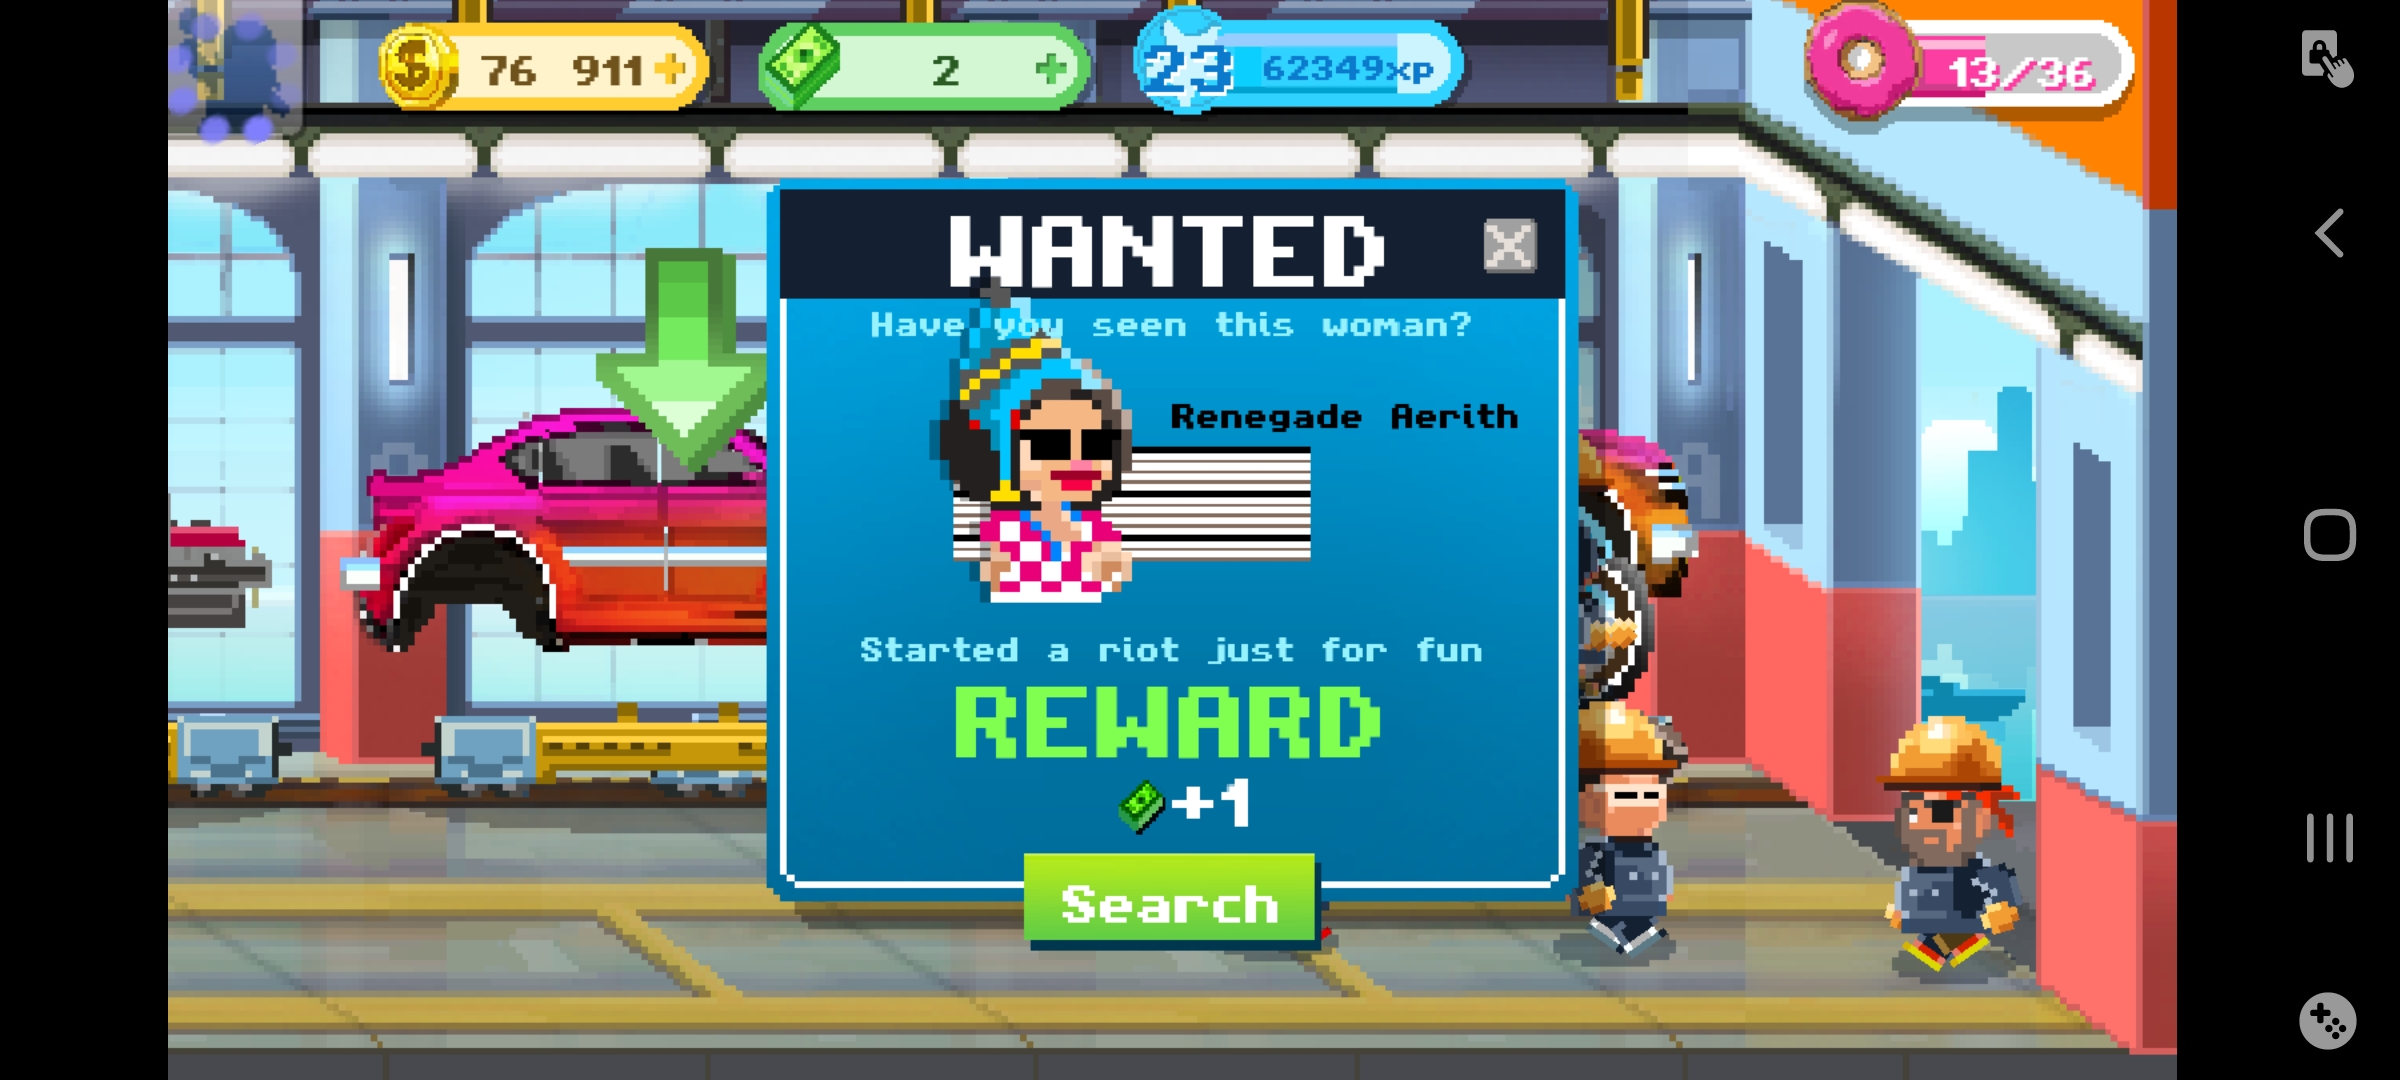 76 911
2
23 62349xp
13/36
WANTED
Have you seen this woman?
Renegade Aerith
Started a riot just for fun
REWARD
+1
Search